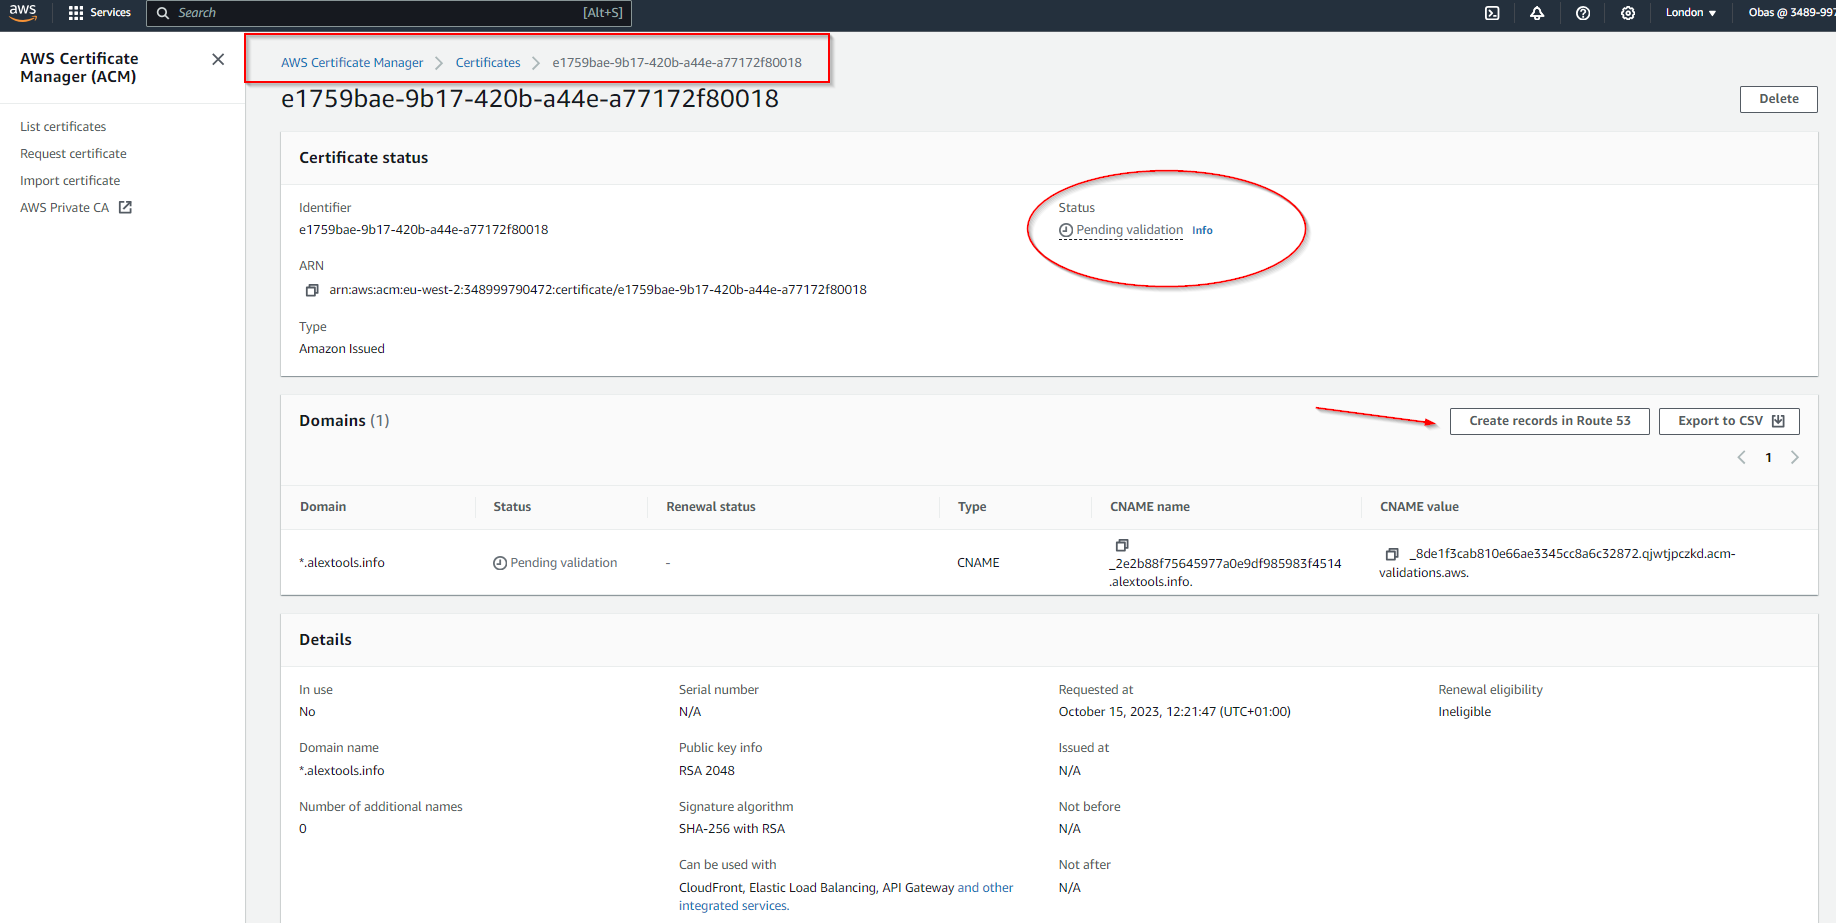 aws
Services
Search
[Alt+S]
London
Obas @ 3489-997
AWS Certificate
Manager (ACM)
List certificates
Request certificate
Import certificate
AWS Private CA
AWS Certificate Manager > Certificates > e1759bae-9b17-420b-a44e-a77172f80018
e1759bae-9b17-420b-a44e-a77172f80018
Delete
Certificate status
Identifier
e1759bae-9b17-420b-a44e-a77172f80018
Status
Pending validation Info
ARN
arn:aws:acm:eu-west-2:348999790472:certificate/e1759bae-9b17-420b-a44e-a77172f80018
Type
Amazon Issued
Domains (1)
Create records in Route 53
Export to CSV
1
Domain Status Renewal status Type CNAME name CNAME value
*.alextools.info
Pending validation
-
CNAME
_2e2b88f75645977a0e9df985983f4514
.alextools.info.
_8de1f3cab810e66ae3345cc8a6c32872.qjwtjpczkd.acm-
validations.aws.
Details
In use
No
Domain name
*.alextools.info
Number of additional names
0
Serial number
N/A
Public key info
RSA 2048
Signature algorithm
SHA-256 with RSA
Can be used with
CloudFront, Elastic Load Balancing, API Gateway and other
integrated services.
Requested at
October 15, 2023, 12:21:47 (UTC+01:00)
Issued at
N/A
Not before
N/A
Not after
N/A
Renewal eligibility
Ineligible